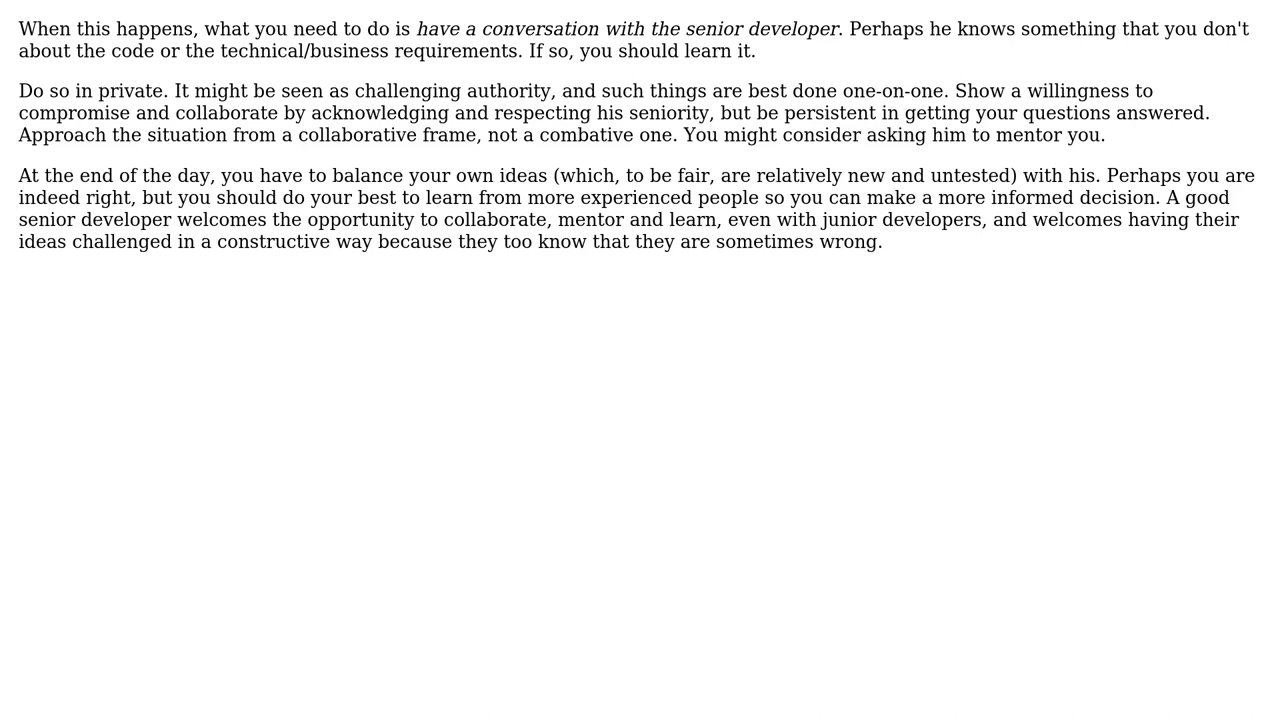 When this happens, what you need to do is have a conversation with the senior developer. Perhaps he knows something that you don't
about the code or the technical/business requirements. If so, you should learn it.
Do so in private. It might be seen as challenging authority, and such things are best done one-on-one. Show a willingness to
compromise and collaborate by acknowledging and respecting his seniority, but be persistent in getting your questions answered.
Approach the situation from a collaborative frame, not a combative one. You might consider asking him to mentor you.
At the end of the day, you have to balance your own ideas (which, to be fair, are relatively new and untested) with his. Perhaps you are
indeed right, but you should do your best to learn from more experienced people so you can make a more informed decision. A good
senior developer welcomes the opportunity to collaborate, mentor and learn, even with junior developers, and welcomes having their
ideas challenged in a constructive way because they too know that they are sometimes wrong.